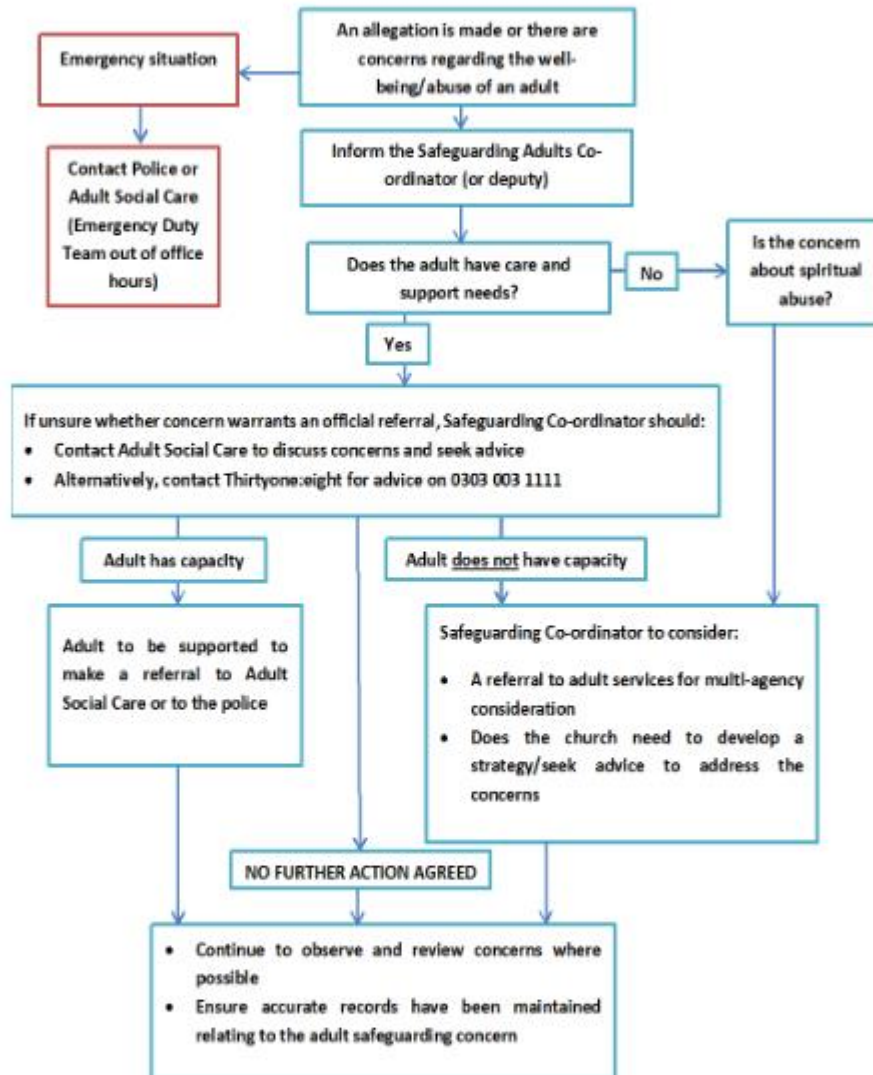 An allegation is made or there are
concerns regarding the well-
being/abuse of an adult
Emergency situation
Contact Police or
Adult Social Care
(Emergency Duty
Team out of office
hours)
Inform the Safeguarding Adults Co-
ordinator (or deputy)
Does the adult have care and
support needs?
No
Is the concern
about spiritual
abuse?
Yes
If unsure whether concern warrants an official referral, Safeguarding Co-ordinator should:
• Contact Adult Social Care to discuss concerns and seek advice
• Alternatively, contact Thirtyone:eight for advice on 0303 003 1111
Adult has capacity
Adult does not have capacity
Adult to be supported to
make a referral to Adult
Social Care or to the police
Safeguarding Co-ordinator to consider:
• A referral to adult services for multi-agency
consideration
• Does the church need to develop a
strategy/seek advice to address the
concerns
NO FURTHER ACTION AGREED
• Continue to observe and review concerns where
possible
• Ensure accurate records have been maintained
relating to the adult safeguarding concern